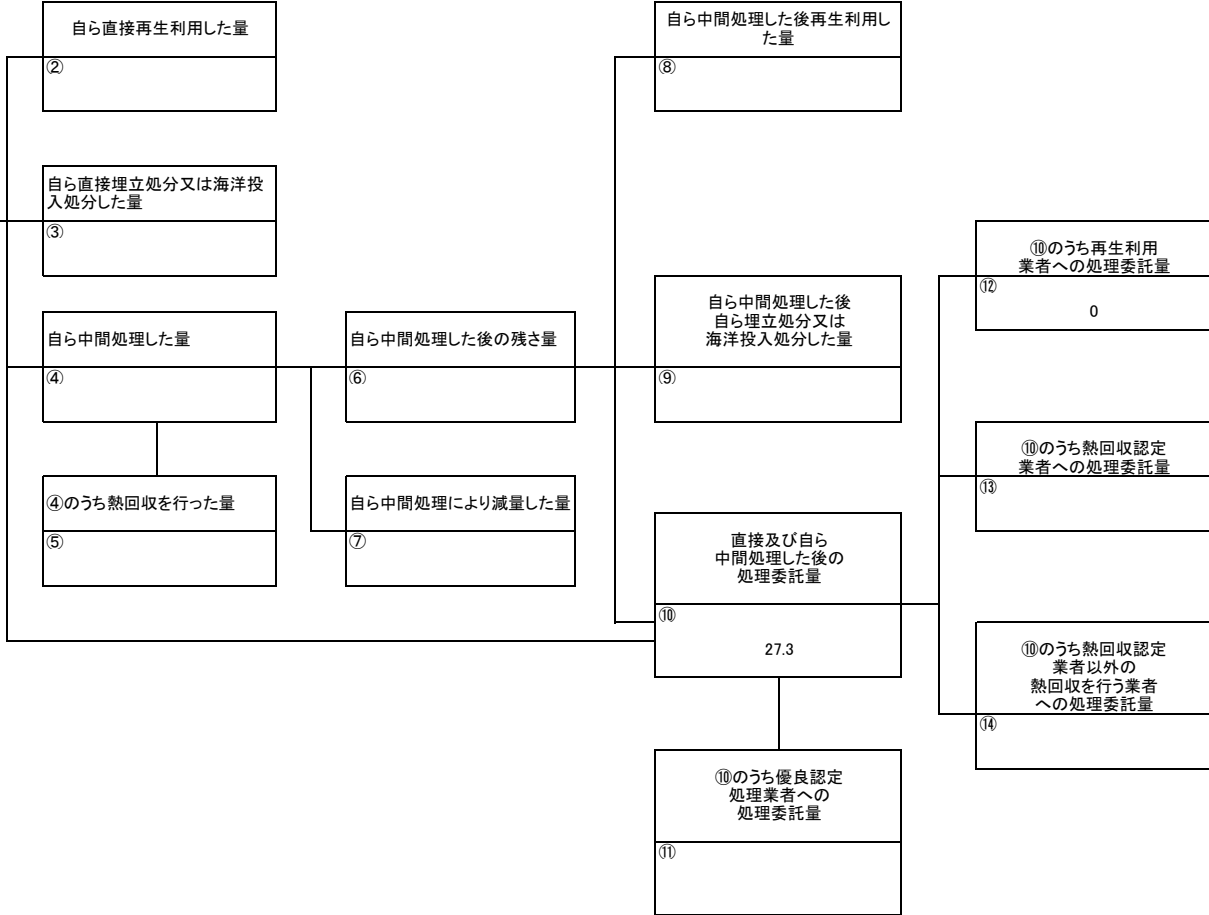 自ら直接再生利用した量
②
自ら直接埋立処分又は海洋投
入処分した量
③
自ら中間処理した量
④
④のうち熱回収を行った量
⑤
自ら中間処理した後の残さ量
⑥
自ら中間処理により減量した量
⑦
自ら中間処理した後再生利用し
た量
⑧
自ら中間処理した後
自ら埋立処分又は
海洋投入処分した量
⑨
直接及び自ら
中間処理した後の
処理委託量
⑩
27.3
⑩のうち優良認定
処理業者への
処理委託量
⑪
⑩のうち再生利用
業者への処理委託量
⑫
0
⑩のうち熱回収認定
業者への処理委託量
⑬
⑩のうち熱回収認定
業者以外の
熱回収を行う業者
への処理委託量
⑭